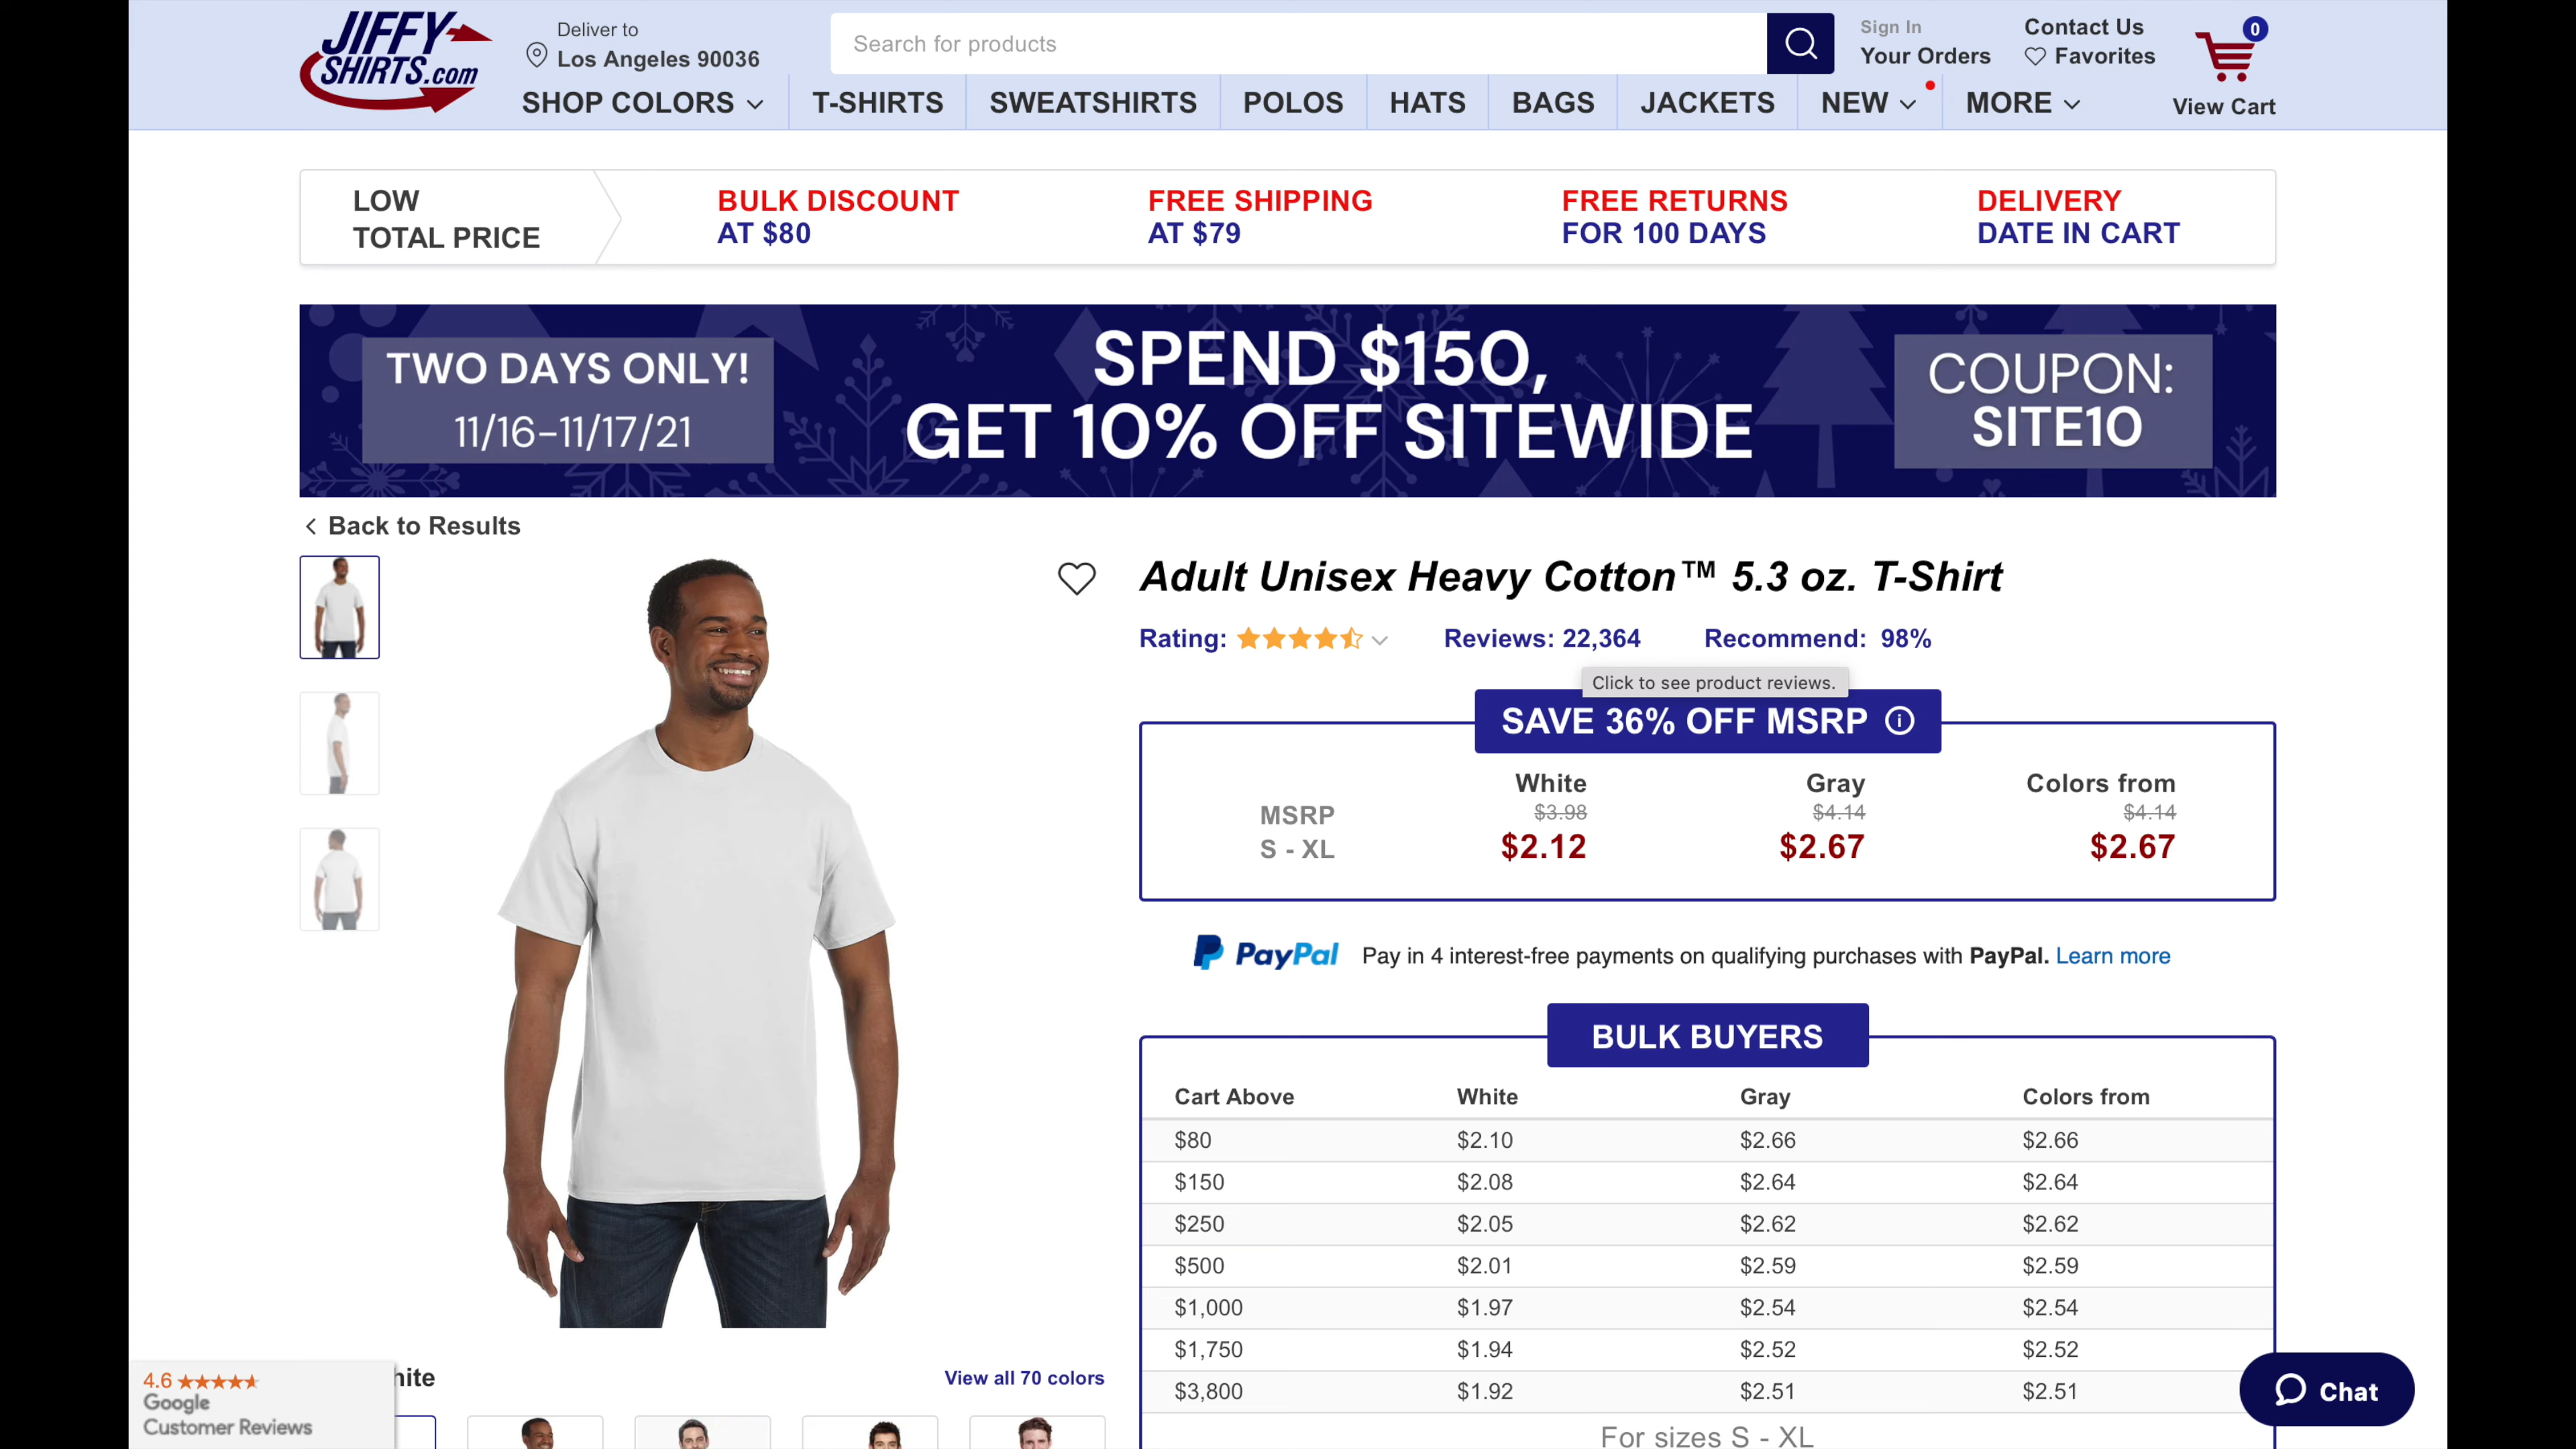 JIFFY
SHIRTS.com
Deliver to
Los Angeles 90036
Search for products
Sign In
Your Orders
Contact Us
Favorites
0
View Cart
SHOP COLORS
T-SHIRTS
SWEATSHIRTS
POLOS
HATS
BAGS
JACKETS
NEW
MORE
LOW
TOTAL PRICE
BULK DISCOUNT
AT $80
FREE SHIPPING
AT $79
FREE RETURNS
FOR 100 DAYS
DELIVERY
DATE IN CART
TWO DAYS ONLY!
11/16-11/17/21
SPEND $150,
GET 10% OFF SITEWIDE
COUPON:
SITE10
Back to Results
Adult Unisex Heavy Cotton™ 5.3 oz. T-Shirt
Rating:
Reviews: 22,364
Recommend: 98%
Click to see product reviews.
SAVE 36% OFF MSRP
White Gray Colors from
MSRP $3.98 $4.14 $4.14
S - XL $2.12 $2.67 $2.67
PayPal Pay in 4 interest-free payments on qualifying purchases with PayPal. Learn more
BULK BUYERS
Cart Above White Gray Colors from
$80 $2.10 $2.66 $2.66
$150 $2.08 $2.64 $2.64
$250 $2.05 $2.62 $2.62
$500 $2.01 $2.59 $2.59
$1,000 $1.97 $2.54 $2.54
$1,750 $1.94 $2.52 $2.52
$3,800 $1.92 $2.51 $2.51
For sizes S - XL
hite
View all 70 colors
4.6
Google
Customer Reviews
Chat